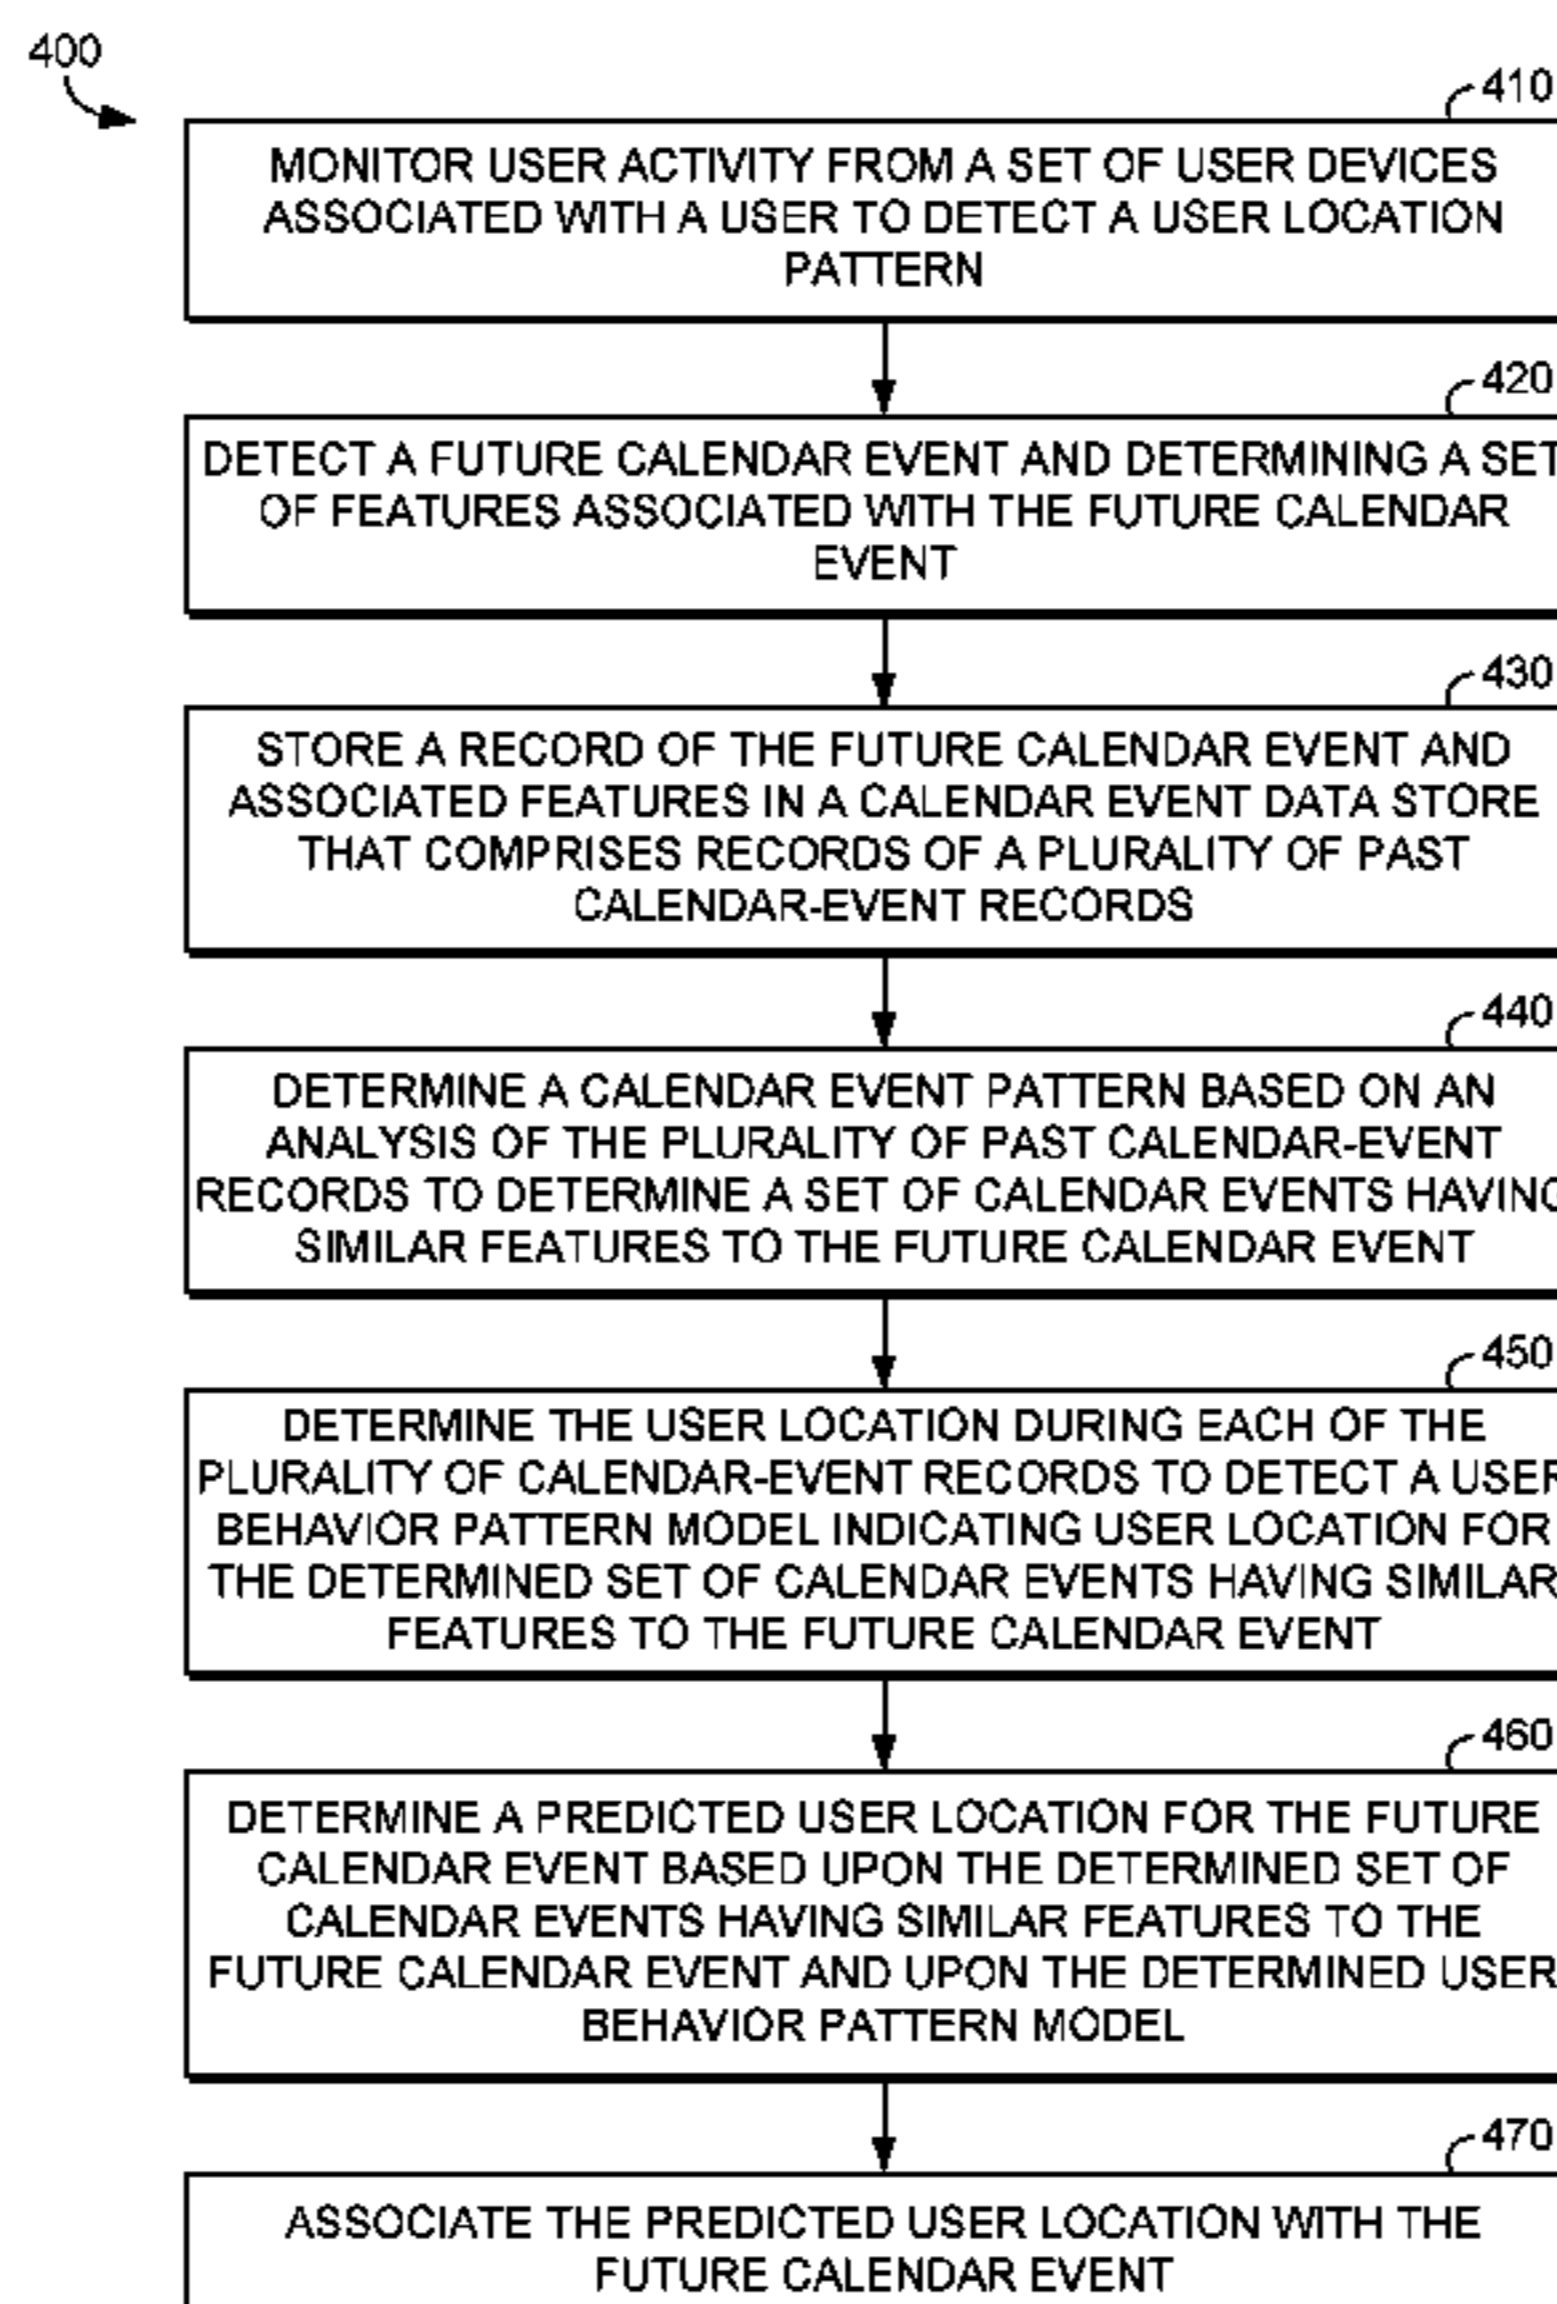 400
410
MONITOR USER ACTIVITY FROM A SET OF USER DEVICES
ASSOCIATED WITH A USER TO DETECT A USER LOCATION
PATTERN
420
DETECT A FUTURE CALENDAR EVENT AND DETERMINING A SET
OF FEATURES ASSOCIATED WITH THE FUTURE CALENDAR
EVENT
430
STORE A RECORD OF THE FUTURE CALENDAR EVENT AND
ASSOCIATED FEATURES IN A CALENDAR EVENT DATA STORE
THAT COMPRISES RECORDS OF A PLURALITY OF PAST
CALENDAR-EVENT RECORDS
440
DETERMINE A CALENDAR EVENT PATTERN BASED ON AN
ANALYSIS OF THE PLURALITY OF PAST CALENDAR-EVENT
RECORDS TO DETERMINE A SET OF CALENDAR EVENTS HAVING
SIMILAR FEATURES TO THE FUTURE CALENDAR EVENT
450
DETERMINE THE USER LOCATION DURING EACH OF THE
PLURALITY OF CALENDAR-EVENT RECORDS TO DETECT A USER
BEHAVIOR PATTERN MODEL INDICATING USER LOCATION FOR
THE DETERMINED SET OF CALENDAR EVENTS HAVING SIMILAR
FEATURES TO THE FUTURE CALENDAR EVENT
460
DETERMINE A PREDICTED USER LOCATION FOR THE FUTURE
CALENDAR EVENT BASED UPON THE DETERMINED SET OF
CALENDAR EVENTS HAVING SIMILAR FEATURES TO THE
FUTURE CALENDAR EVENT AND UPON THE DETERMINED USER
BEHAVIOR PATTERN MODEL
470
ASSOCIATE THE PREDICTED USER LOCATION WITH THE
FUTURE CALENDAR EVENT